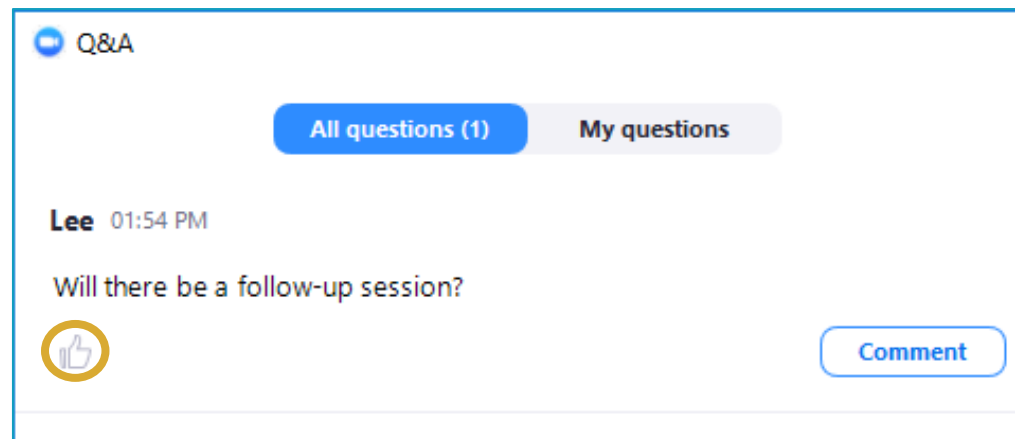 Q&A
All questions (1) My questions
Lee 01:54 PM
Will there be a follow-up session?
Comment